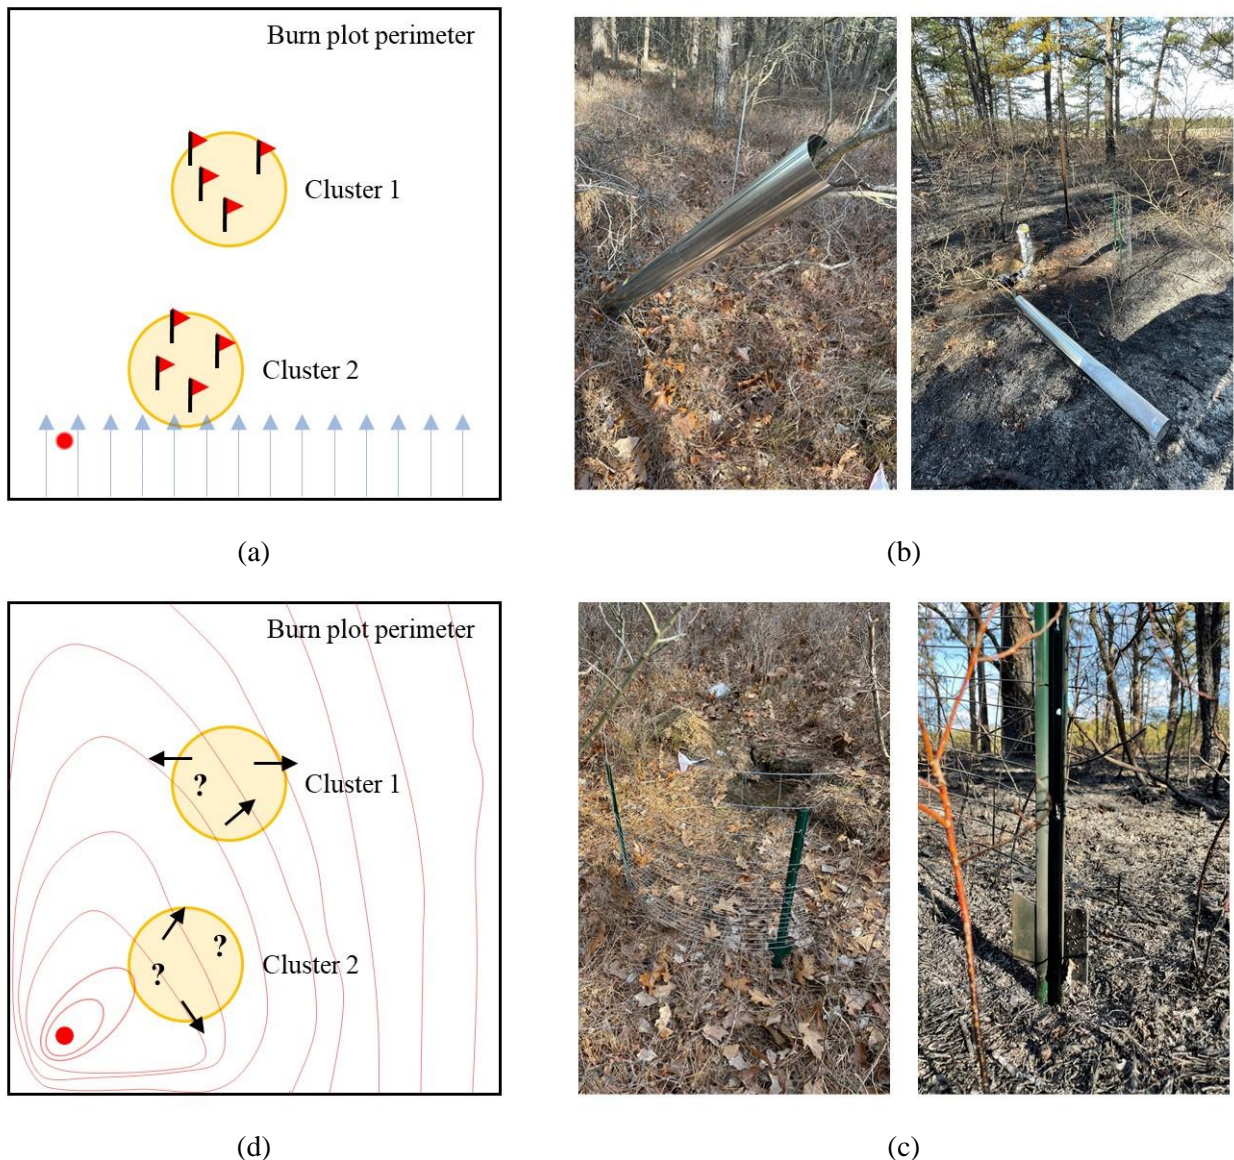 Burn plot perimeter
Cluster 1
Cluster 2
(a)
(b)
Burn plot perimeter
Cluster 1
?
Cluster 2
?
?
(d)
(c)